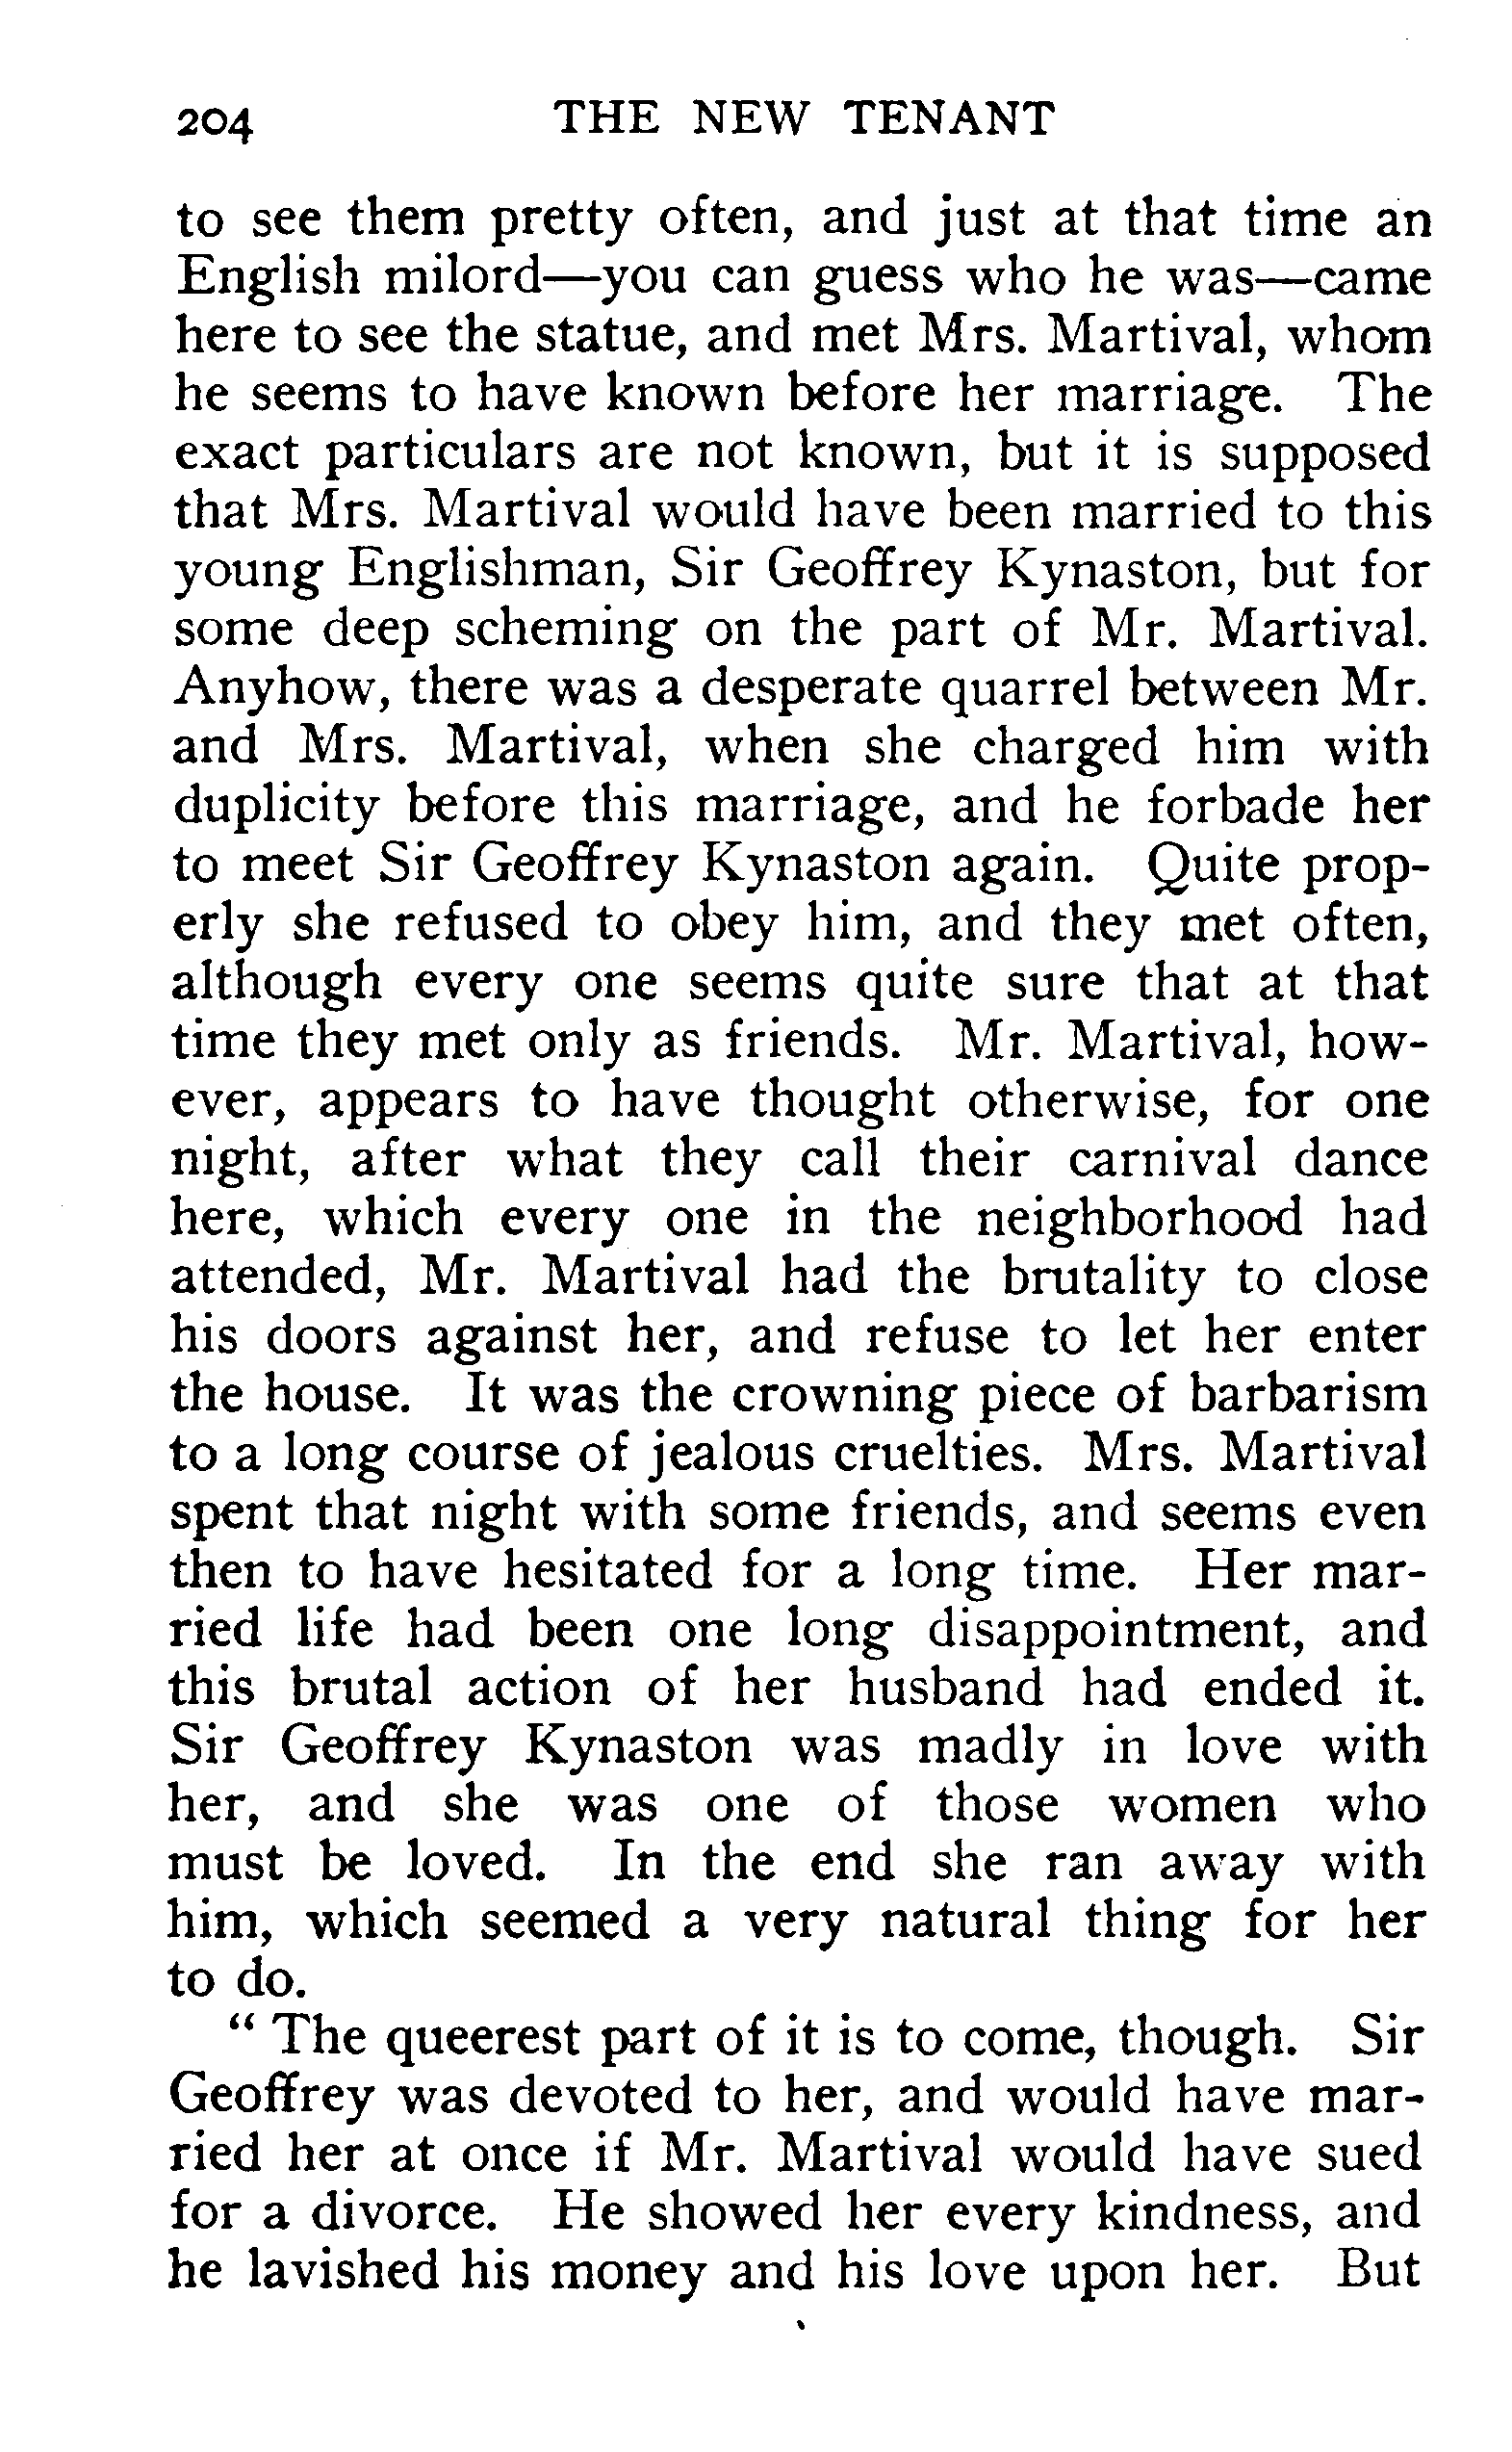 204 THE NEW TENANT
to see them pretty often, and just at that time an
English milord—you can guess who he was—came
here to see the statue, and met Mrs. Martival, whom
he seems to have known before her marriage. The
exact particulars are not known, but it is supposed
that Mrs. Martival would have been married to this
young Englishman, Sir Geoffrey Kynaston, but for
some deep scheming on the part of Mr. Martival.
Anyhow, there was a desperate quarrel between Mr.
and Mrs. Martival, when she charged him with
duplicity before this marriage, and he forbade her
to meet Sir Geoffrey Kynaston again. Quite prop-
erly she refused to obey him, and they met often,
although every one seems quite sure that at that
time they met only as friends. Mr. Martival, how-
ever, appears to have thought otherwise, for one
night, after what they call their carnival dance
here, which every one in the neighborhood had
attended, Mr. Martival had the brutality to close
his doors against her, and refuse to let her enter
the house. It was the crowning piece of barbarism
to a long course of jealous cruelties. Mrs. Martival
spent that night with some friends, and seems even
then to have hesitated for a long time. Her mar-
ried life had been one long disappointment, and
this brutal action of her husband had ended it.
Sir Geoffrey Kynaston was madly in love with
her, and she was one of those women who
must be loved. In the end she ran away with
him, which seemed a very natural thing for her
to do.
“ The queerest part of it is to come, though. Sir
Geoffrey was devoted to her, and would have mar-
ried her at once if Mr. Martival would have sued
for a divorce. He showed her every kindness, and
he lavished his money and his love upon her. But